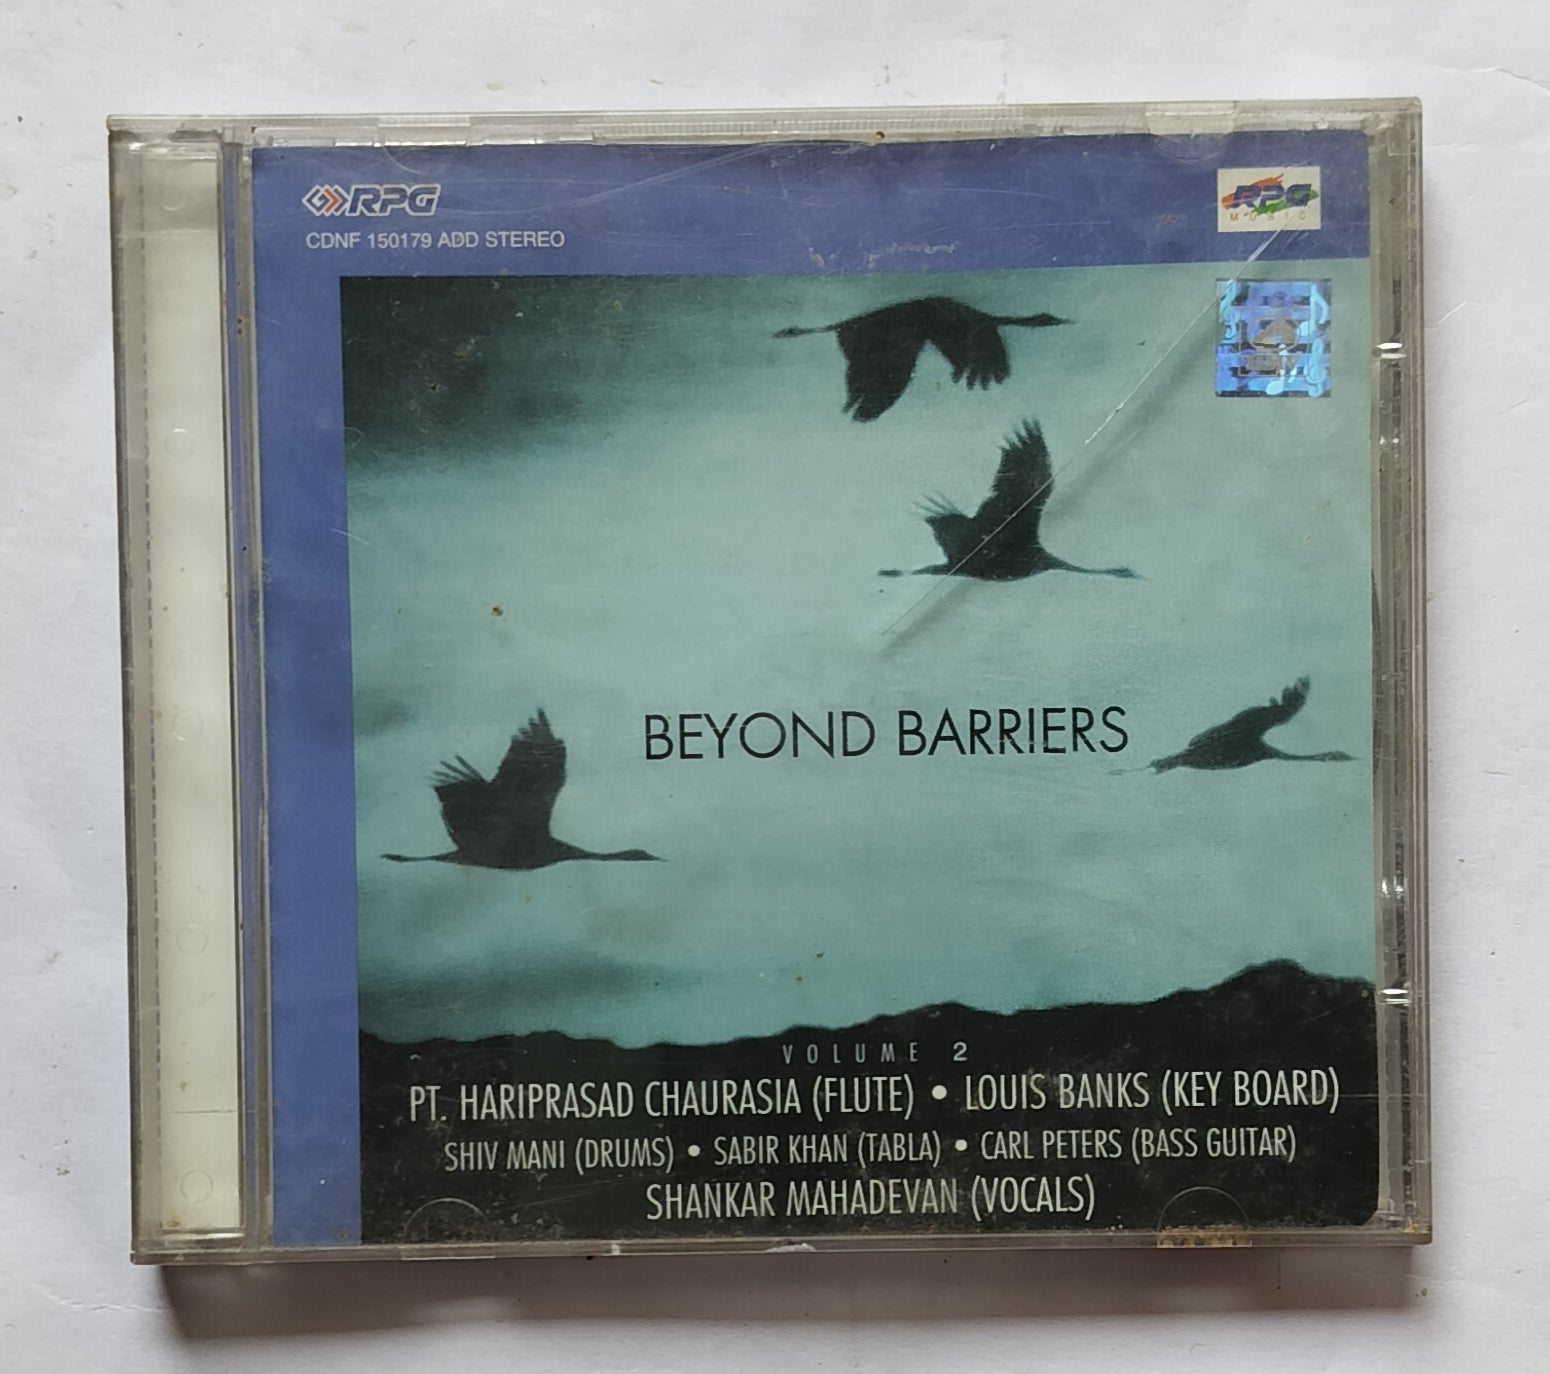 RPG
CDNF 150179 ADD STEREO
RPG
MUSIC
BEYOND BARRIERS
VOLUME 2
PT. HARIPRASAD CHAURASIA (FLUTE) • LOUIS BANKS (KEY BOARD)
SHIV MANI (DRUMS) • SABIR KHAN (TABLA) • CARL PETERS (BASS GUITAR)
SHANKAR MAHADEVAN (VOCALS)